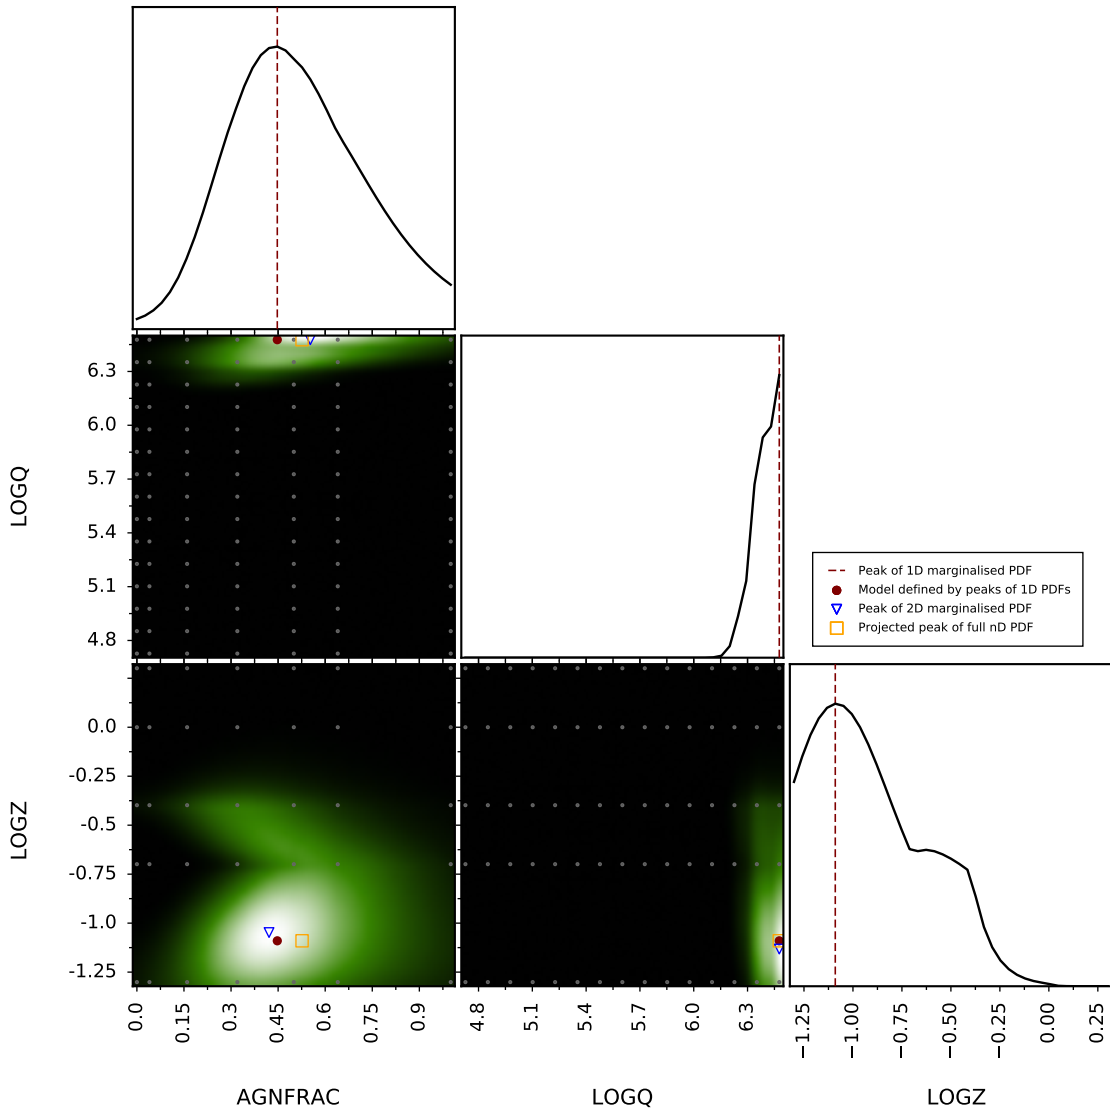 LOGQ
6.3
6.0
5.7
5.4
5.1
4.8
Peak of 1D marginalised PDF
Model defined by peaks of 1D PDFs
Peak of 2D marginalised PDF
Projected peak of full nD PDF
LOGZ
0.0
-0.25
-0.5
-0.75
-1.0
-1.25
0.0 0.15 0.3 0.45 0.6 0.75 0.9
4.8 5.1 5.4 5.7 6.0 6.3
−1.25 −1.00 −0.75 −0.50 −0.25 0.00 0.25
AGNFRAC LOGQ LOGZ